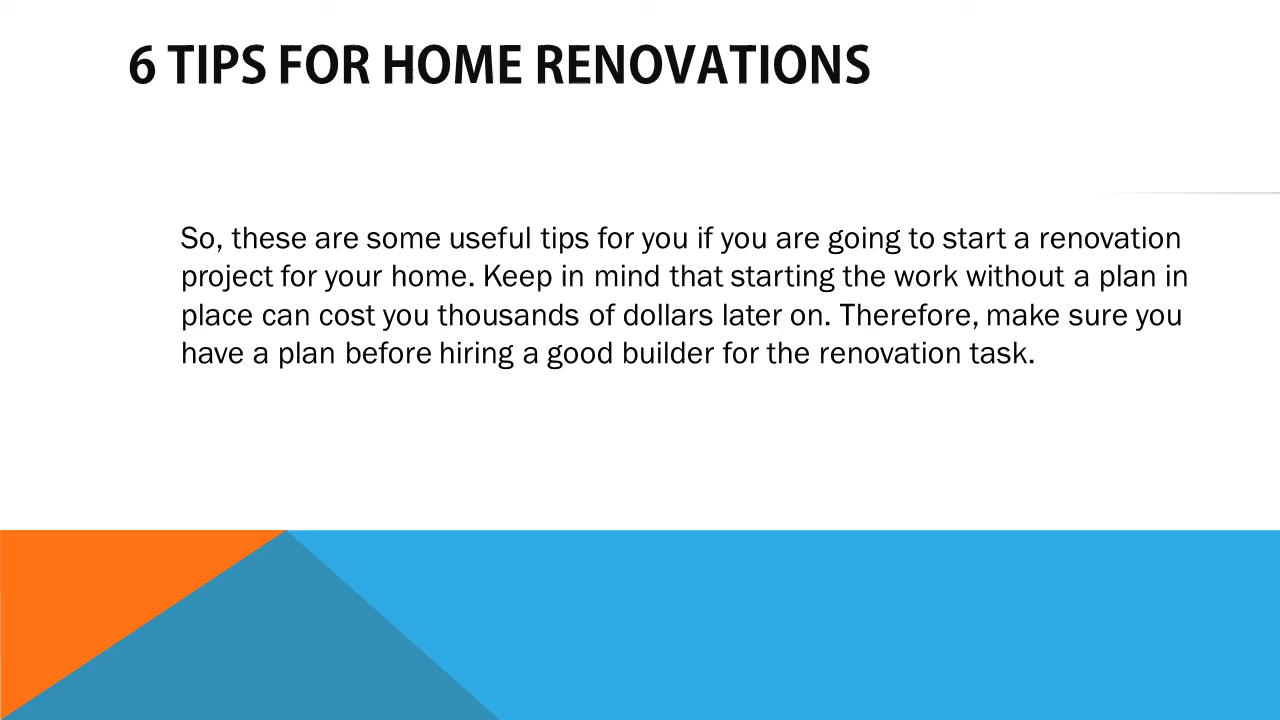 6 TIPS FOR HOME RENOVATIONS
So, these are some useful tips for you if you are going to start a renovation
project for your home. Keep in mind that starting the work without a plan in
place can cost you thousands of dollars later on. Therefore, make sure you
have a plan before hiring a good builder for the renovation task.